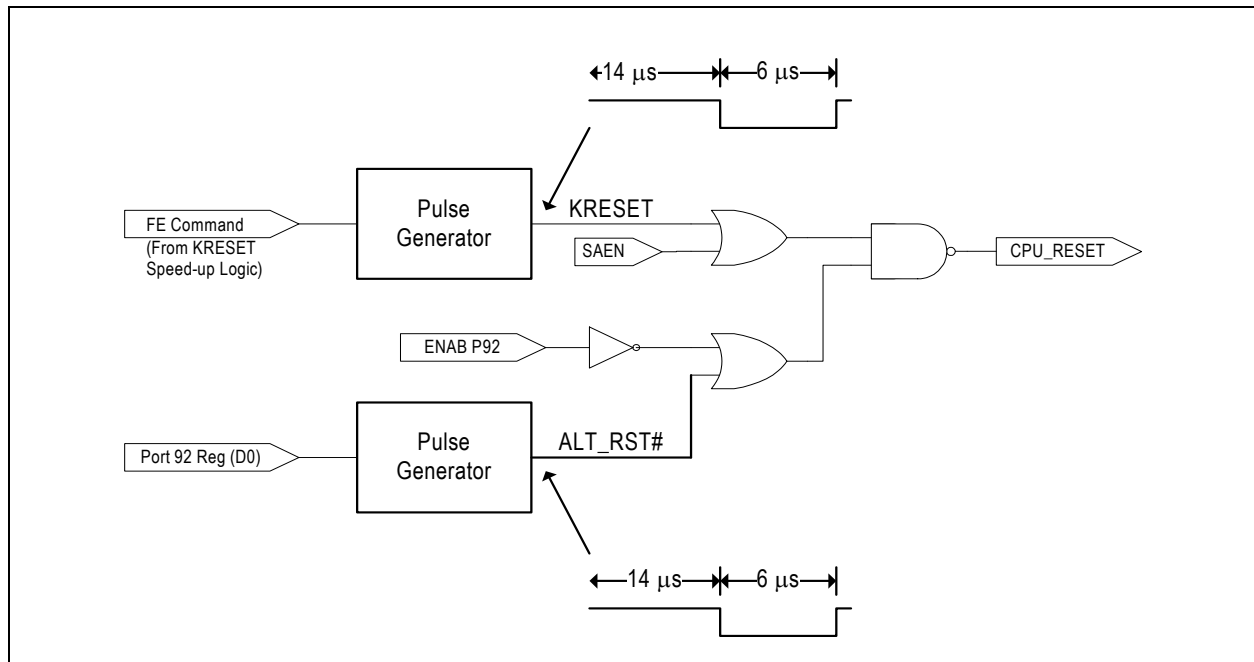 14 μs
6 μs
FE Command
(From KRESET
Speed-up Logic)
Pulse
Generator
KRESET
SAEN
CPU_RESET
ENAB P92
Port 92 Reg (D0)
Pulse
Generator
ALT_RST#
14 μs
6 μs